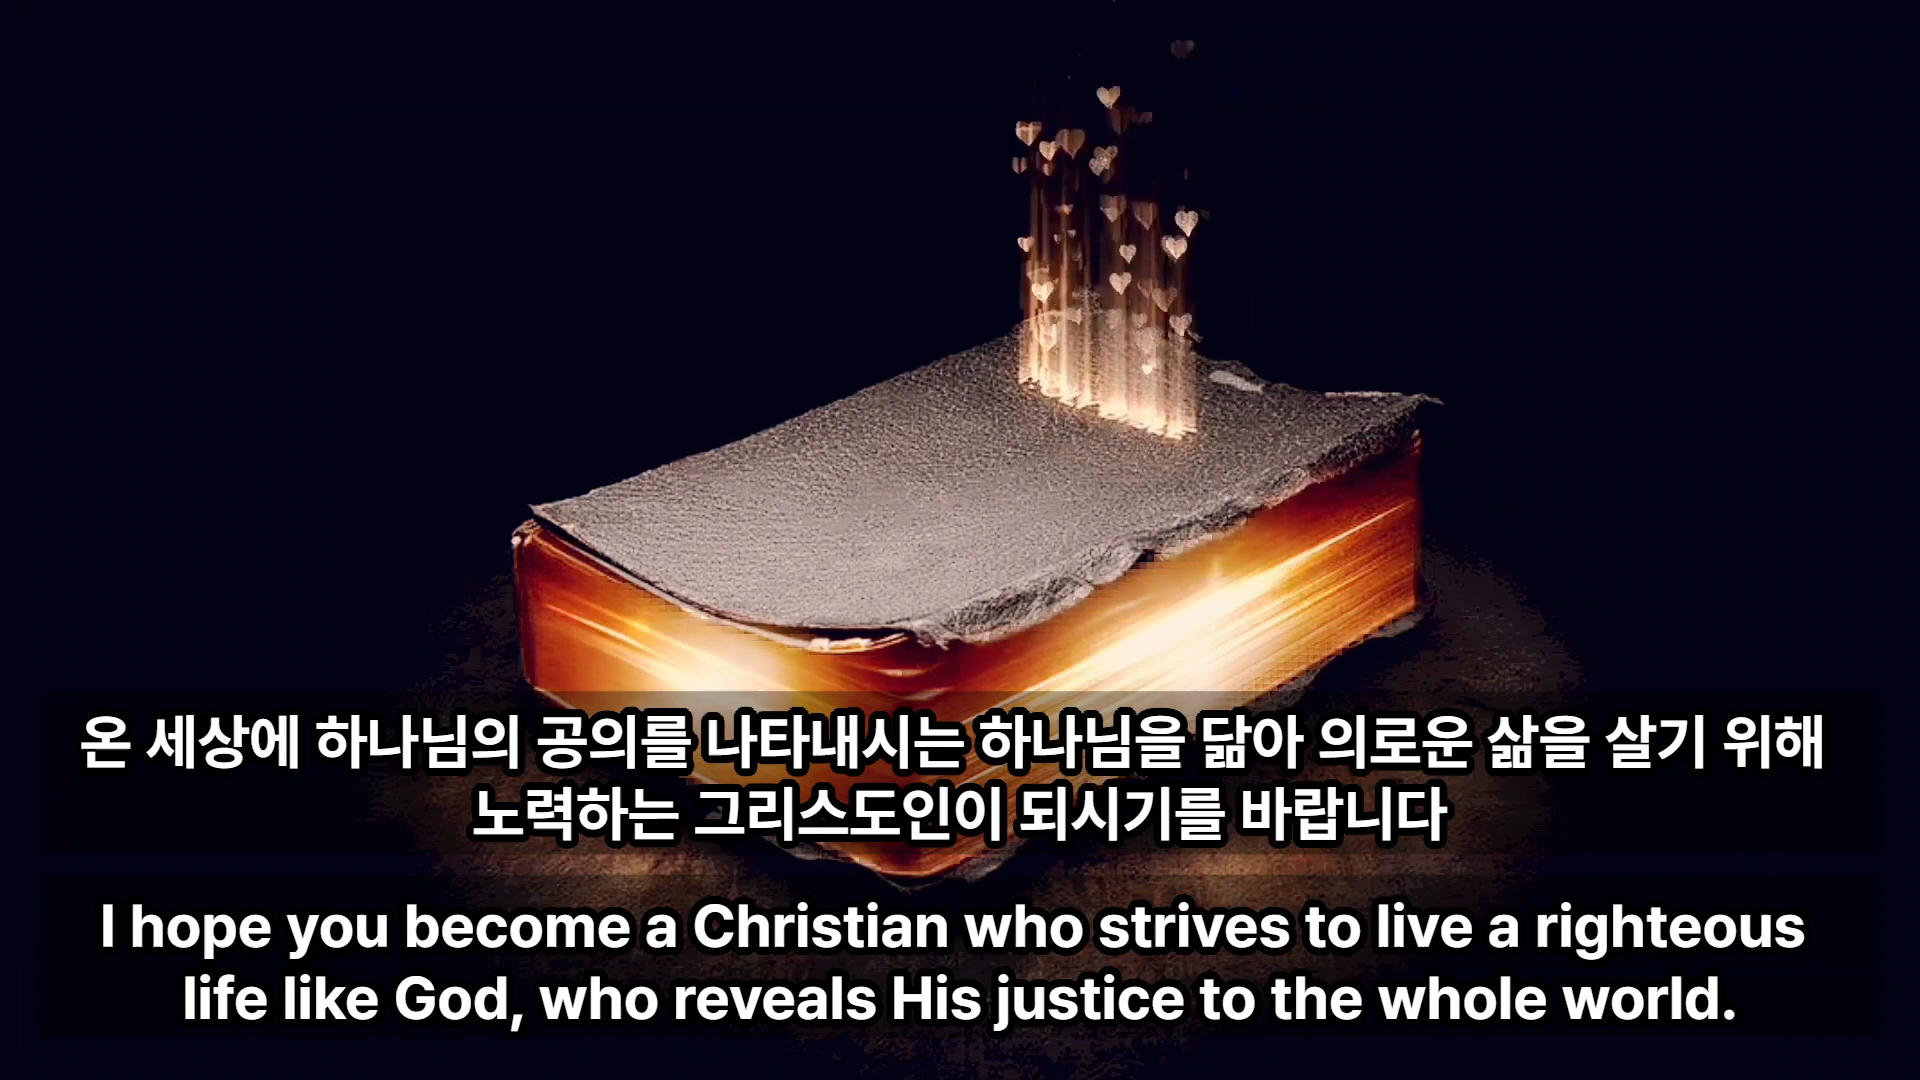 온 세상에 하나님의 공의를 나타내시는 하나님을 닮아 의로운 삶을 살기 위해
노력하는 그리스도인이 되시기를 바랍니다
I hope you become a Christian who strives to live a righteous
life like God, who reveals His justice to the whole world.